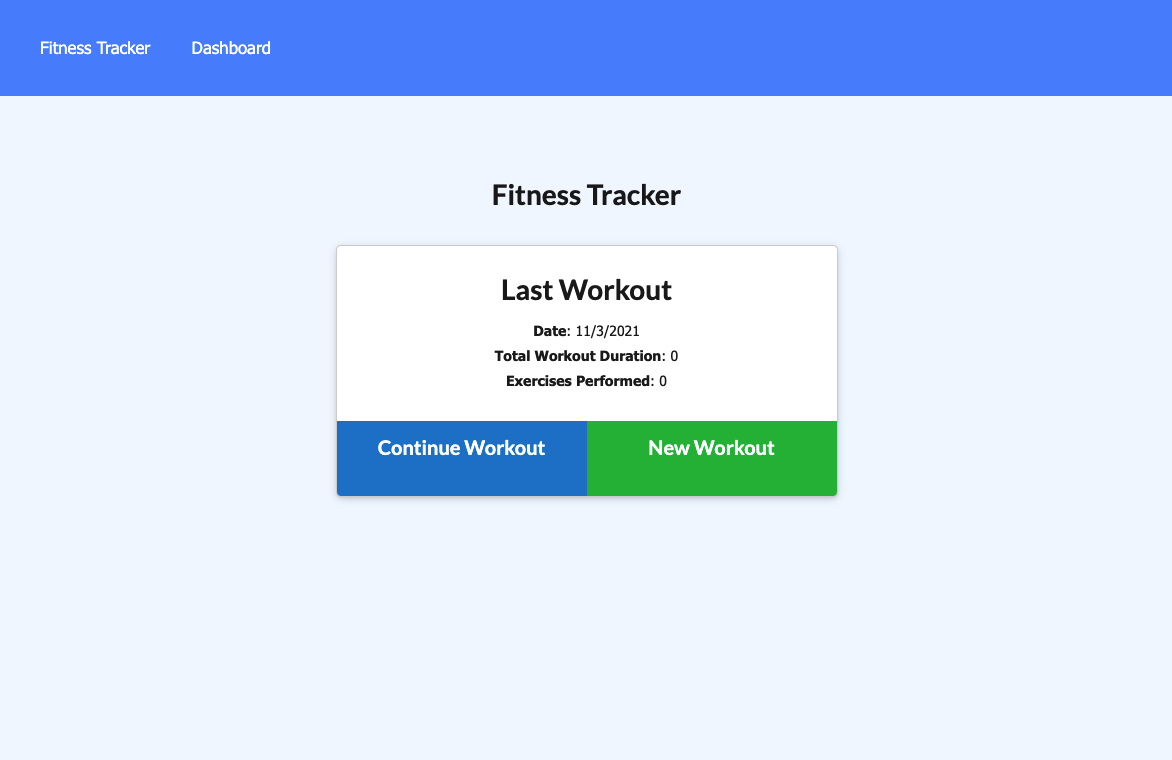 Fitness Tracker Dashboard
Fitness Tracker
Last Workout
Date: 11/3/2021
Total Workout Duration: 0
Exercises Performed: 0
Continue Workout New Workout